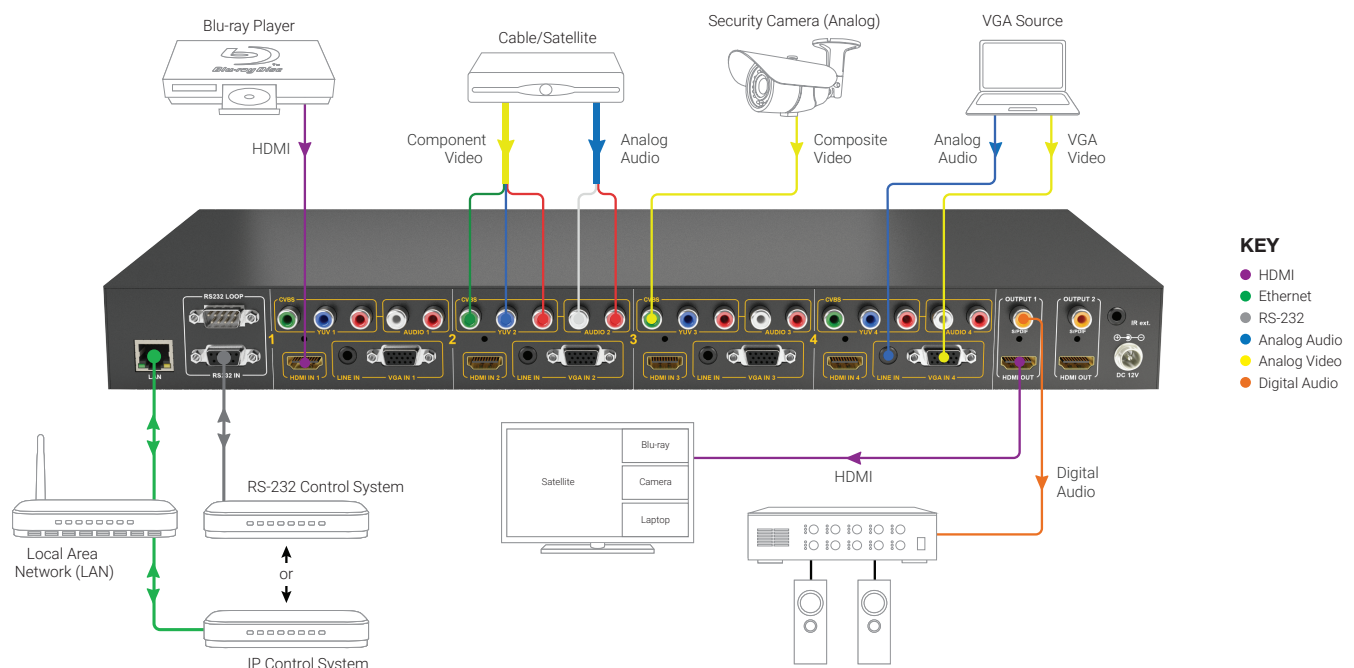 Blu-ray Player
Cable/Satellite
Security Camera (Analog)
VGA Source
Blu-ray Disc
TM
HDMI
Component
Video
Analog
Audio
Composite
Video
Analog
Audio
VGA
Video
KEY
HDMI
Ethernet
RS-232
Analog Audio
Analog Video
Digital Audio
RS232 LOOP
RS232 IN
LAN
1
CVBS
YUV 1
AUDIO 1
HDMI IN 1
LINE IN
VGA IN 1
2
CVBS
YUV 2
AUDIO 2
HDMI IN 2
LINE IN
VGA IN 2
3
CVBS
YUV 3
AUDIO 3
HDMI IN 3
LINE IN
VGA IN 3
4
CVBS
YUV 4
AUDIO 4
HDMI IN 4
LINE IN
VGA IN 4
OUTPUT 1
S/PDIF
HDMI OUT
OUTPUT 2
S/PDIF
HDMI OUT
IR ext.
DC 12V
Satellite
Blu-ray
Camera
Laptop
HDMI
Digital
Audio
RS-232 Control System
Local Area
Network (LAN)
or
IP Control System